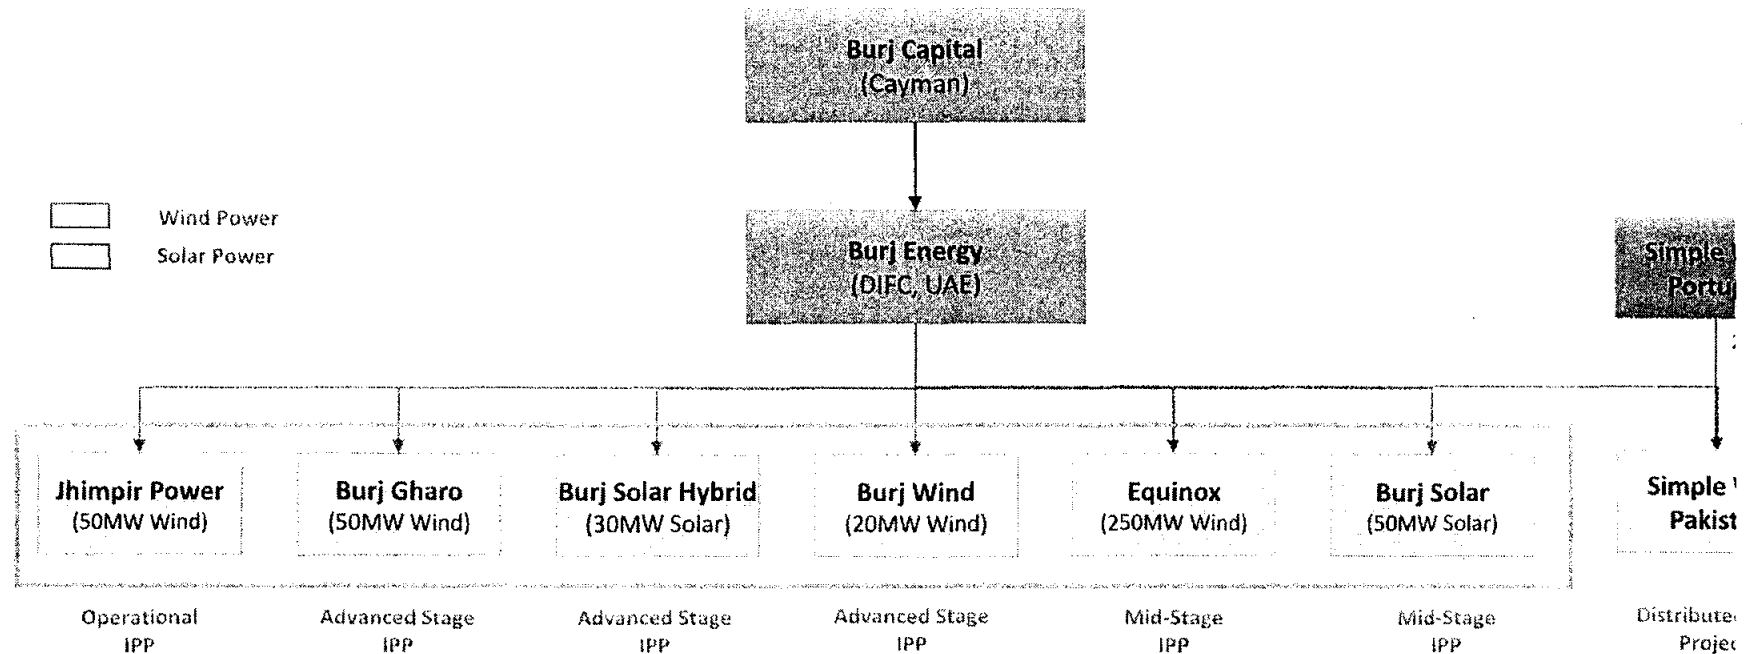 Burj Capital
(Cayman)
Wind Power
Solar Power
Burj Energy
(DIFC, UAE)
Simple
Jhimpir Power
(50MW Wind)
Burj Gharo
(50MW Wind)
Burj Solar Hybrid
(30MW Solar)
Burj Wind
(20MW Wind)
Equinox
(250MW Wind)
Burj Solar
(50MW Solar)
Simple
Operational
IPP
Advanced Stage
IPP
Advanced Stage
IPP
Advanced Stage
IPP
Mid-Stage
IPP
Mid-Stage
IPP